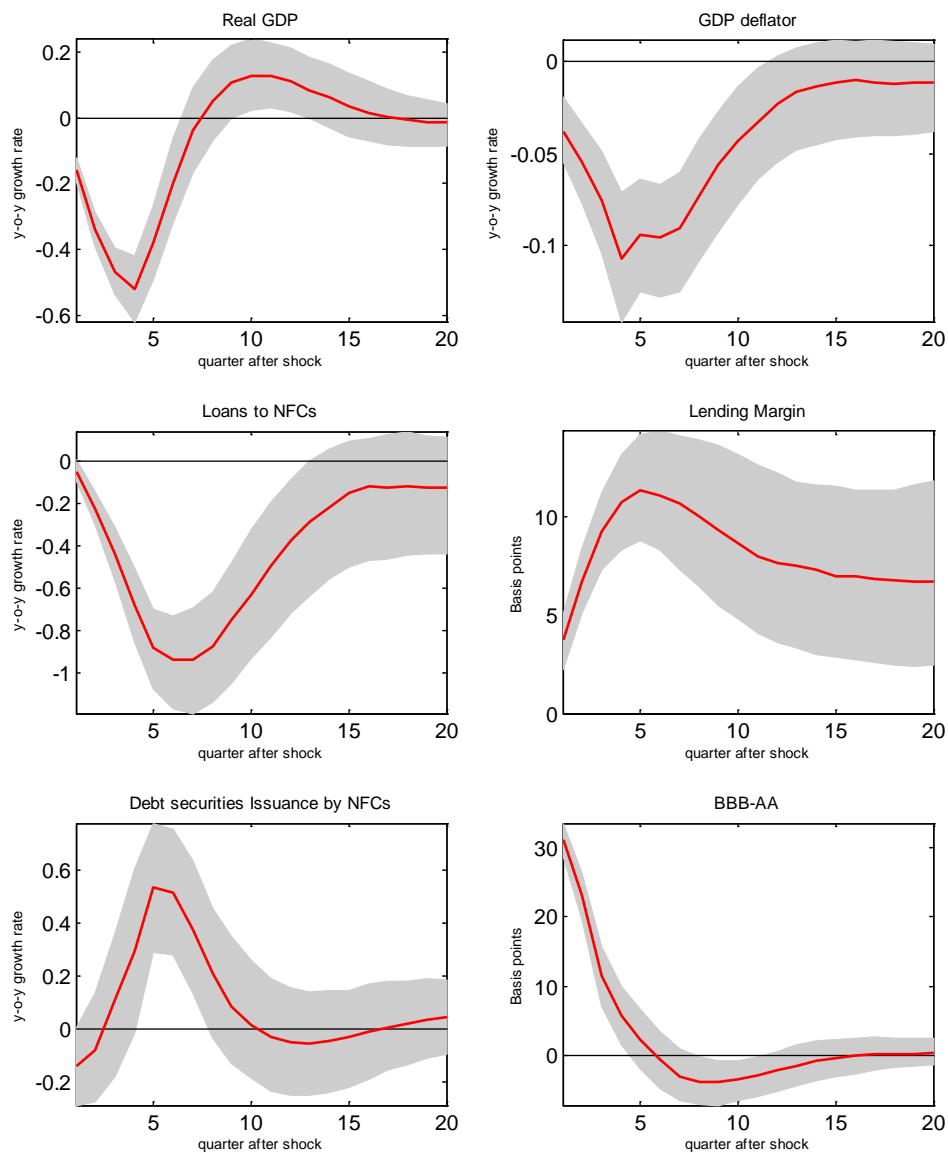 Real GDP
0.2
0
-0.2
-0.4
-0.6
y-o-y growth rate
5 10 15 20
quarter after shock
GDP deflator
0
-0.05
-0.1
y-o-y growth rate
5 10 15 20
quarter after shock
Loans to NFCs
0
-0.2
-0.4
-0.6
-0.8
-1
y-o-y growth rate
5 10 15 20
quarter after shock
Lending Margin
10
5
0
Basis points
5 10 15 20
quarter after shock
Debt securities Issuance by NFCs
0.6
0.4
0.2
0
-0.2
y-o-y growth rate
5 10 15 20
quarter after shock
BBB-AA
30
20
10
0
Basis points
5 10 15 20
quarter after shock